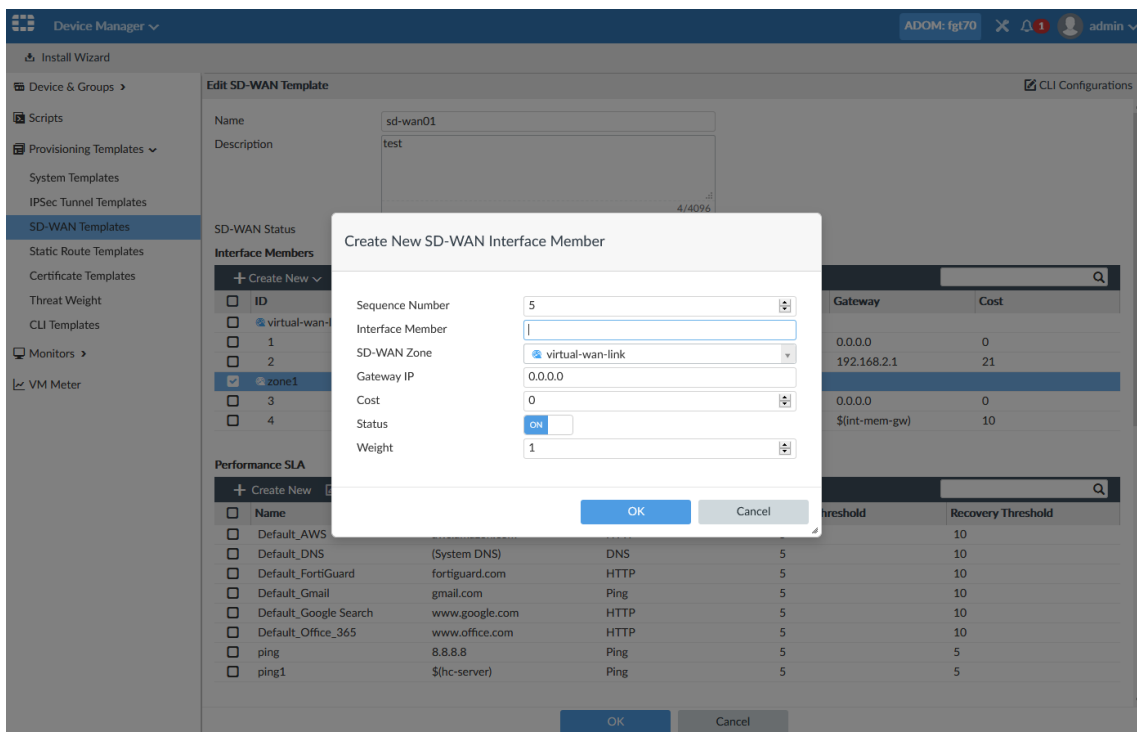 Device Manager
ADOM: fgt70
1
admin
Install Wizard
Device & Groups
Scripts
Provisioning Templates
System Templates
IPSec Tunnel Templates
SD-WAN Templates
Static Route Templates
Certificate Templates
Threat Weight
CLI Templates
Monitors
VM Meter
Edit SD-WAN Template
CLI Configurations
Name
sd-wan01
Description
test
4/4096
SD-WAN Status
Interface Members
Create New
ID
Gateway
Cost
virtual-wan-l
1
0.0.0.0
0
2
192.168.2.1
21
zone1
3
0.0.0.0
0
4
$(int-mem-gw)
10
Create New SD-WAN Interface Member
Sequence Number
5
Interface Member
SD-WAN Zone
virtual-wan-link
Gateway IP
0.0.0.0
Cost
0
Status
ON
Weight
1
OK
Cancel
Performance SLA
Create New
Name
hreshold
Recovery Threshold
Default_AWS
10
Default_DNS
(System DNS)
DNS
5
10
Default_FortiGuard
fortiguard.com
HTTP
5
10
Default_Gmail
gmail.com
Ping
5
10
Default_Google Search
www.google.com
HTTP
5
10
Default_Office_365
www.office.com
HTTP
5
10
ping
8.8.8.8
Ping
5
5
ping1
$(hc-server)
Ping
5
5
OK
Cancel